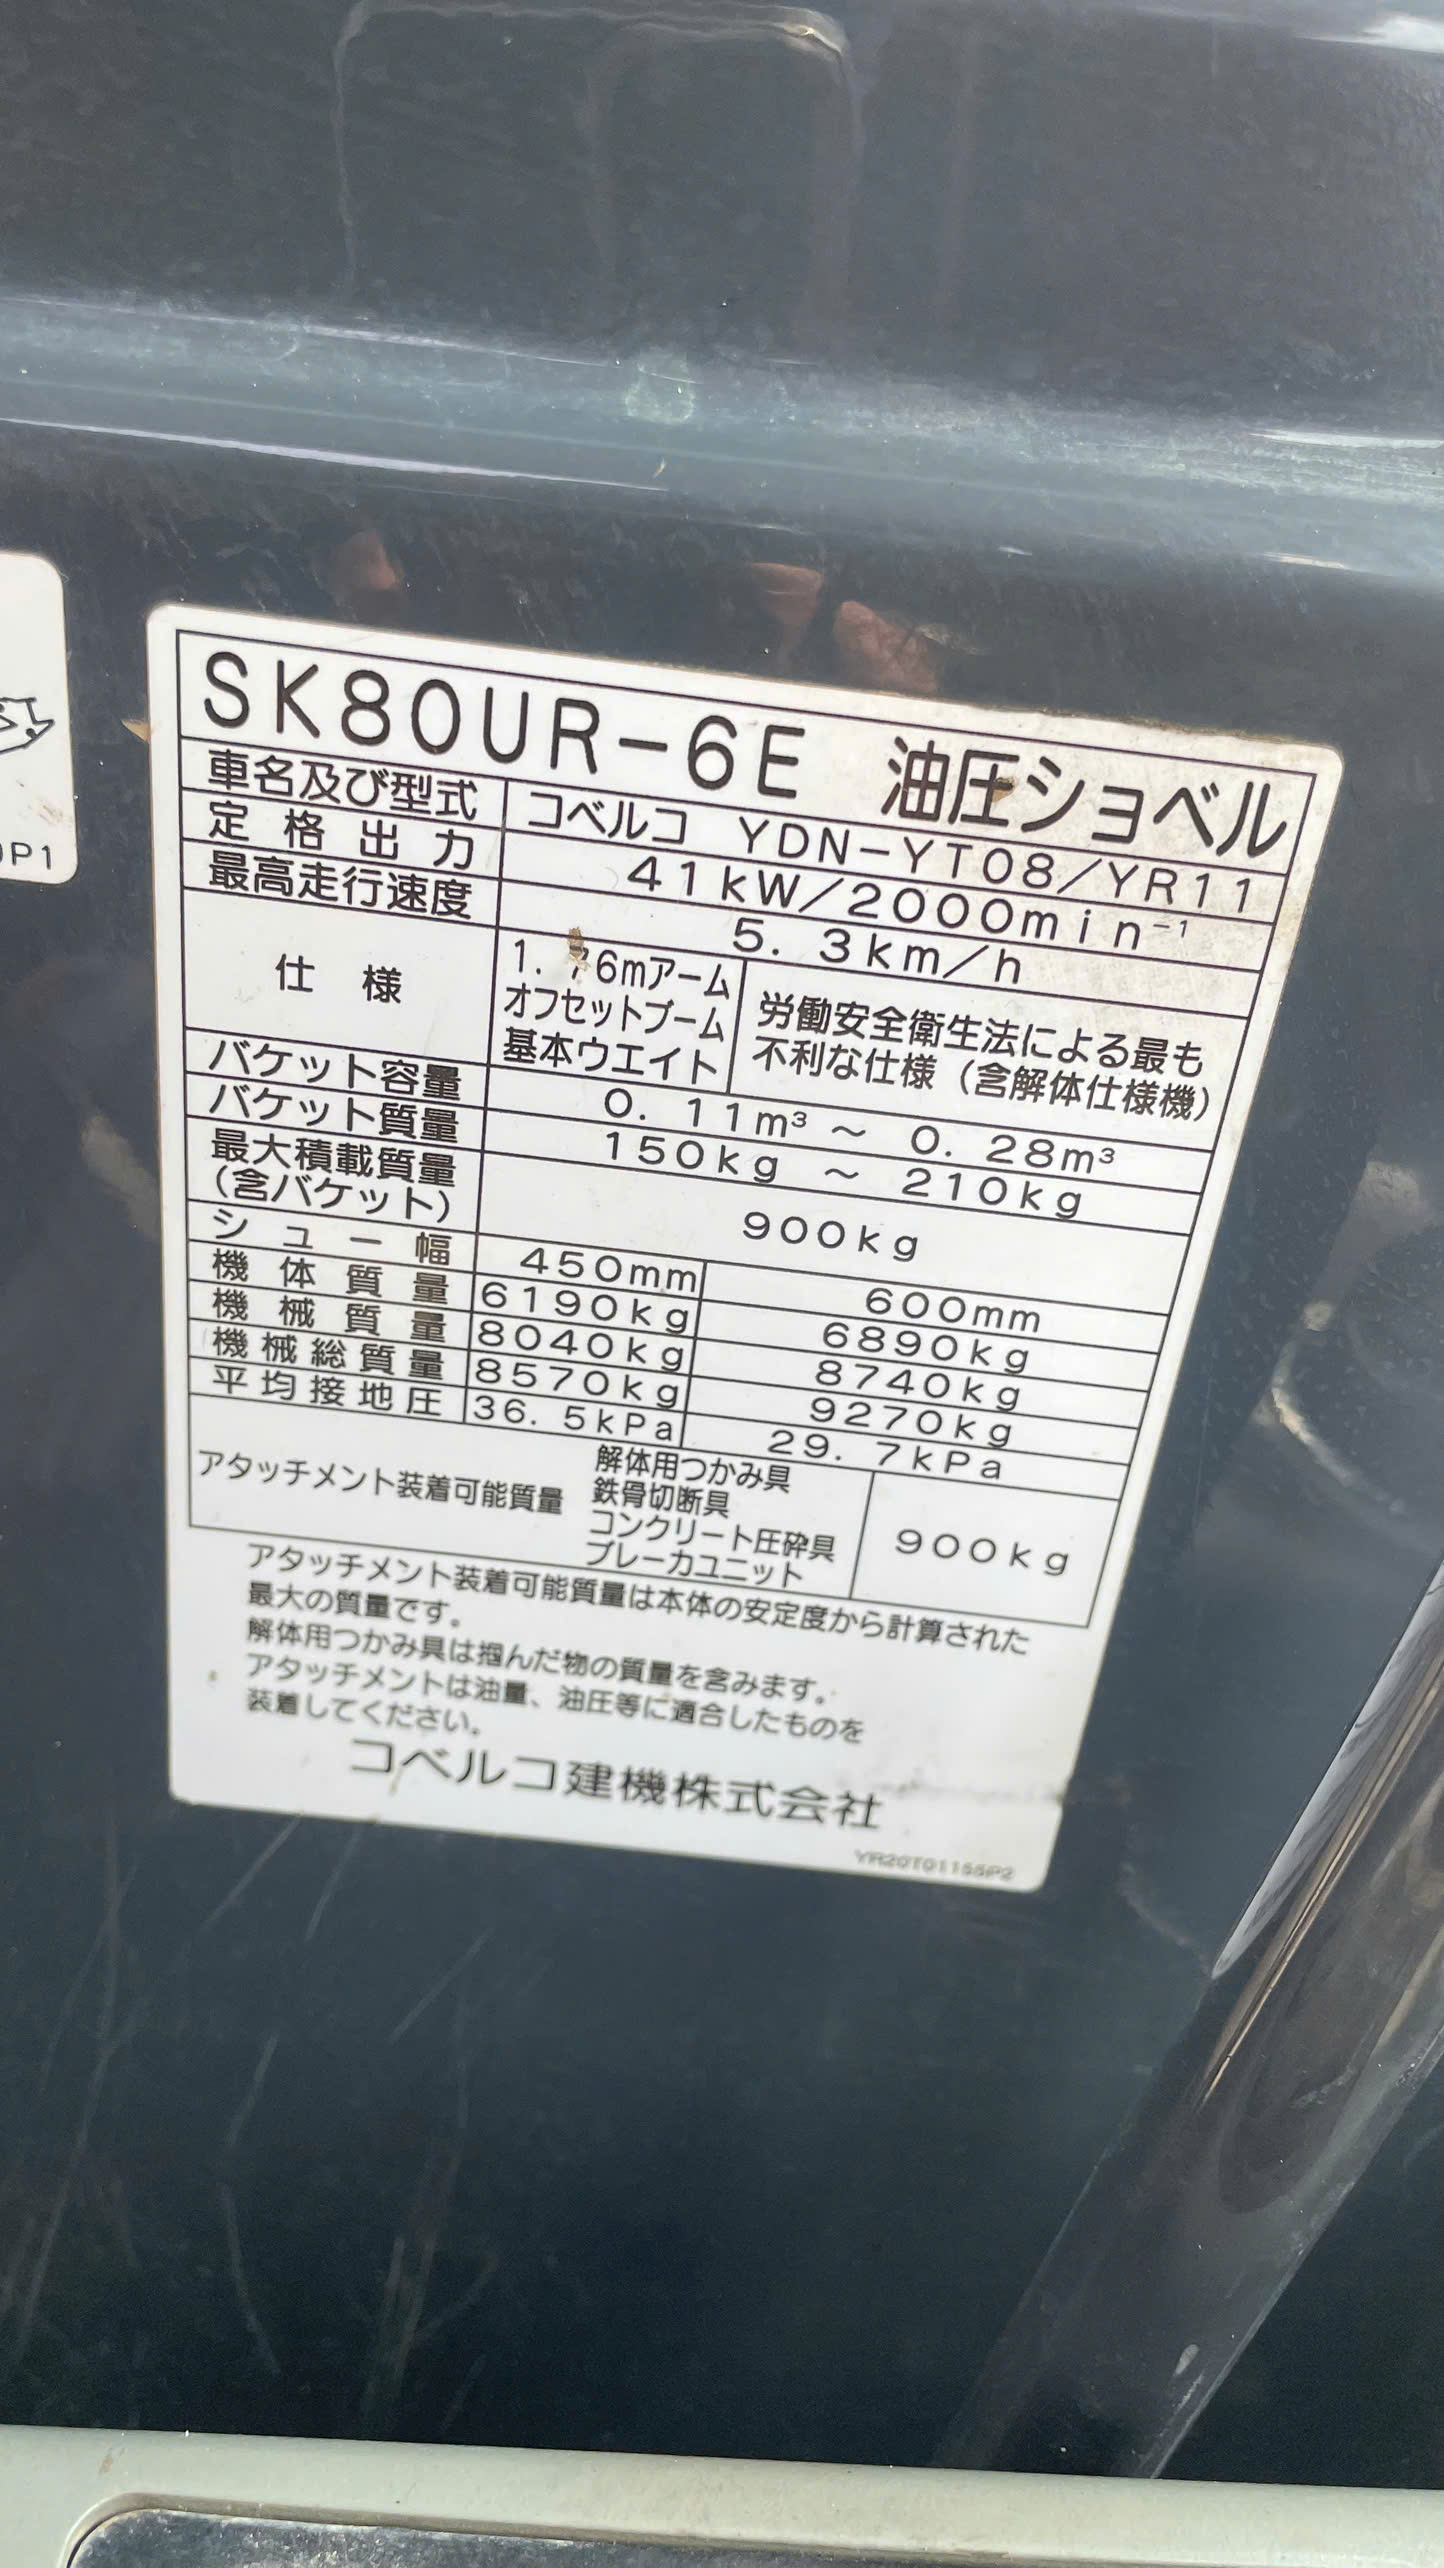 SK80UR-6E 油圧ショベル
車名及び型式 コベルコ YDN-YT08/YR11
定格出力 41kW/2000min⁻¹
最高走行速度 5.3km/h
仕様
1. 6mアーム
オフセットブーム
基本ウエイト
労働安全衛生法による最も
不利な仕様(含解体仕様機)
バケット容量 0.11m³ ~ 0.28m³
バケット質量 150kg ~ 210kg
最大積載質量
(含バケット)
900kg
シュー幅 450mm 600mm
機体質量 6190kg 6890kg
機械質量 8040kg 8740kg
機械総質量 8570kg 9270kg
平均接地圧 36.5kPa 29.7kPa
アタッチメント装着可能質量
解体用つかみ具
鉄骨切断具
コンクリート圧砕具
ブレーカユニット
900kg
アタッチメント装着可能質量は本体の安定度から計算された
最大の質量です。
解体用つかみ具は掴んだ物の質量を含みます。
アタッチメントは油量、油圧等に適合したものを
装着してください。
コベルコ建機株式会社
YR20T01155P2
P1